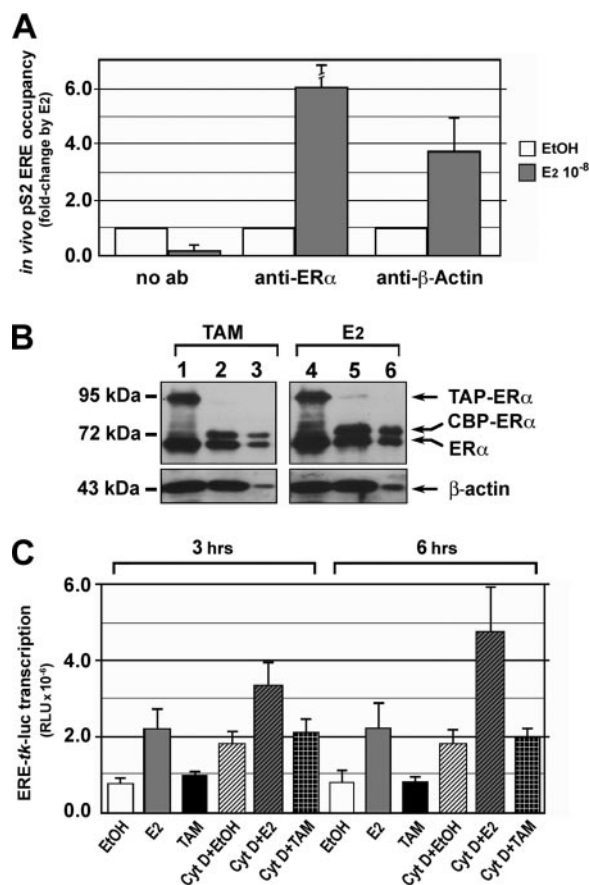 A
in vivo pS2 ERE occupancy
(fold-change by E2)
6.0
4.0
2.0
0.0
EtOH
E2 10⁻⁸
no ab
anti-ERα
anti-β-Actin
B
TAM
E2
1 2 3 4 5 6
95 kDa
72 kDa
43 kDa
TAP-ERα
CBP-ERα
ERα
β-actin
C
3 hrs
6 hrs
ERE-tk-luc transcription
(RLU x 10⁻⁶)
6.0
4.0
2.0
0.0
EtOH
E2
TAM
Cyt D+EtOH
Cyt D+E2
Cyt D+TAM
EtOH
E2
TAM
Cyt D+EtOH
Cyt D+E2
Cyt D+TAM